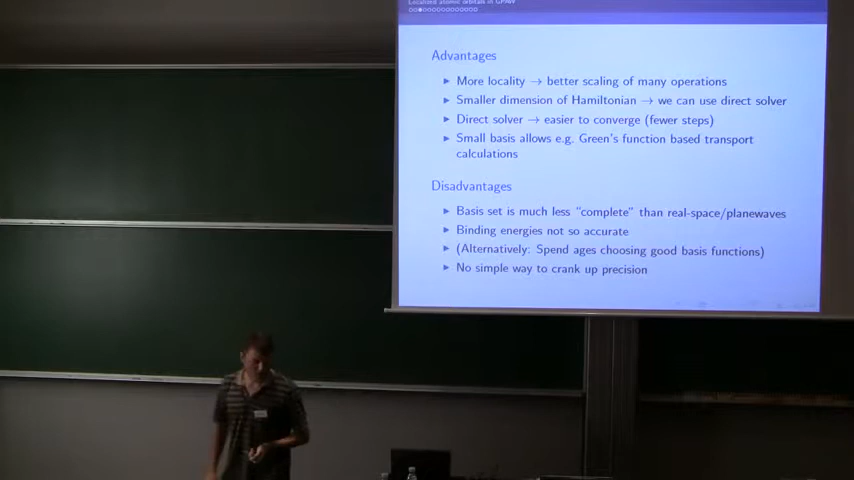 Localized atomic orbitals in GPAW
Advantages
► More locality → better scaling of many operations
► Smaller dimension of Hamiltonian → we can use direct solver
► Direct solver → easier to converge (fewer steps)
► Small basis allows e.g. Green's function based transport
calculations
Disadvantages
► Basis set is much less "complete" than real-space/planewaves
► Binding energies not so accurate
► (Alternatively: Spend ages choosing good basis functions)
► No simple way to crank up precision